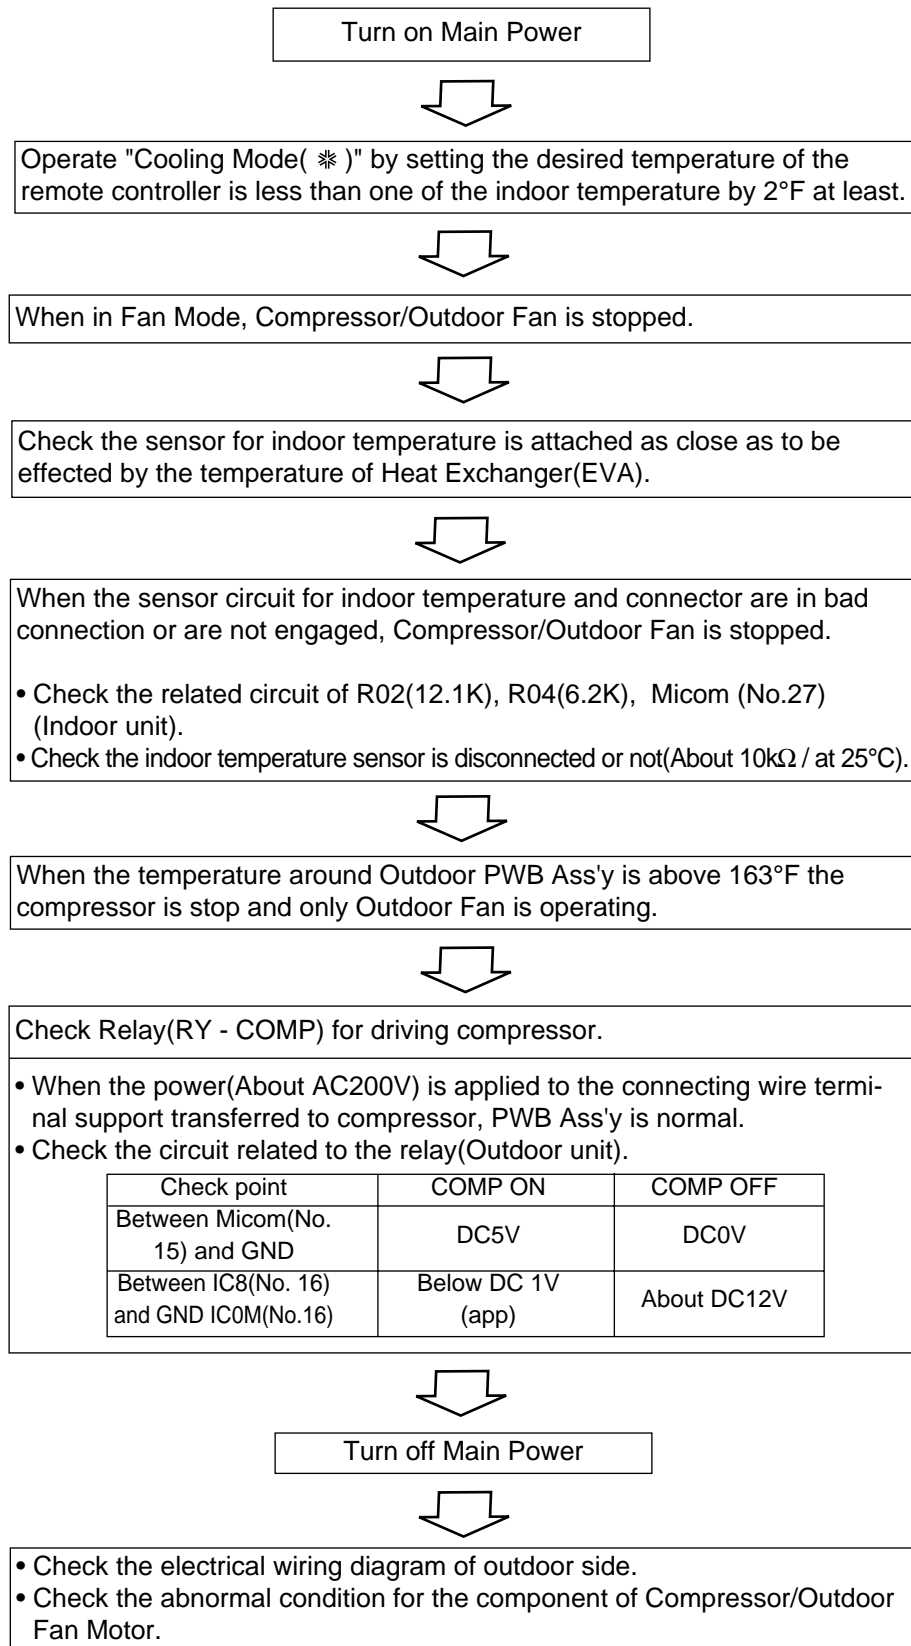 Turn on Main Power
Operate "Cooling Mode( ❄ )" by setting the desired temperature of the
remote controller is less than one of the indoor temperature by 2°F at least.
When in Fan Mode, Compressor/Outdoor Fan is stopped.
Check the sensor for indoor temperature is attached as close as to be
effected by the temperature of Heat Exchanger(EVA).
When the sensor circuit for indoor temperature and connector are in bad
connection or are not engaged, Compressor/Outdoor Fan is stopped.
• Check the related circuit of R02(12.1K), R04(6.2K), Micom (No.27)
(Indoor unit).
• Check the indoor temperature sensor is disconnected or not(About 10kΩ / at 25°C).
When the temperature around Outdoor PWB Ass'y is above 163°F the
compressor is stop and only Outdoor Fan is operating.
Check Relay(RY - COMP) for driving compressor.
• When the power(About AC200V) is applied to the connecting wire termi-
nal support transferred to compressor, PWB Ass'y is normal.
• Check the circuit related to the relay(Outdoor unit).
Check point COMP ON COMP OFF
Between Micom(No.
15) and GND DC5V DC0V
Between IC8(No. 16) Below DC 1V
and GND IC0M(No.16) (app) About DC12V
Turn off Main Power
• Check the electrical wiring diagram of outdoor side.
• Check the abnormal condition for the component of Compressor/Outdoor
Fan Motor.